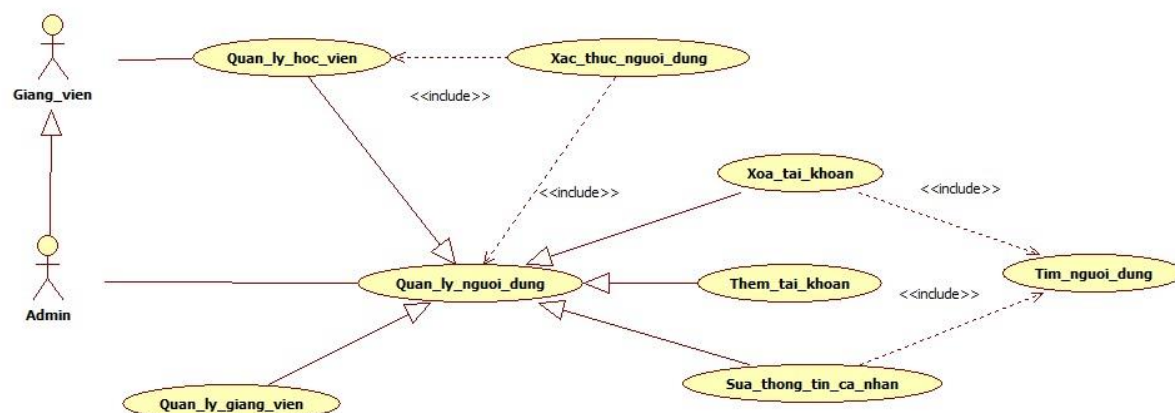 Quan_ly_hoc_vien
Xac_thuc_nguoi_dung
Giang_vien
<<include>>
Xoa_tai_khoan
<<include>>
<<include>>
Quan_ly_nguoi_dung
Them_tai_khoan
Tim_nguoi_dung
<<include>>
Admin
Sua_thong_tin_ca_nhan
Quan_ly_giang_vien